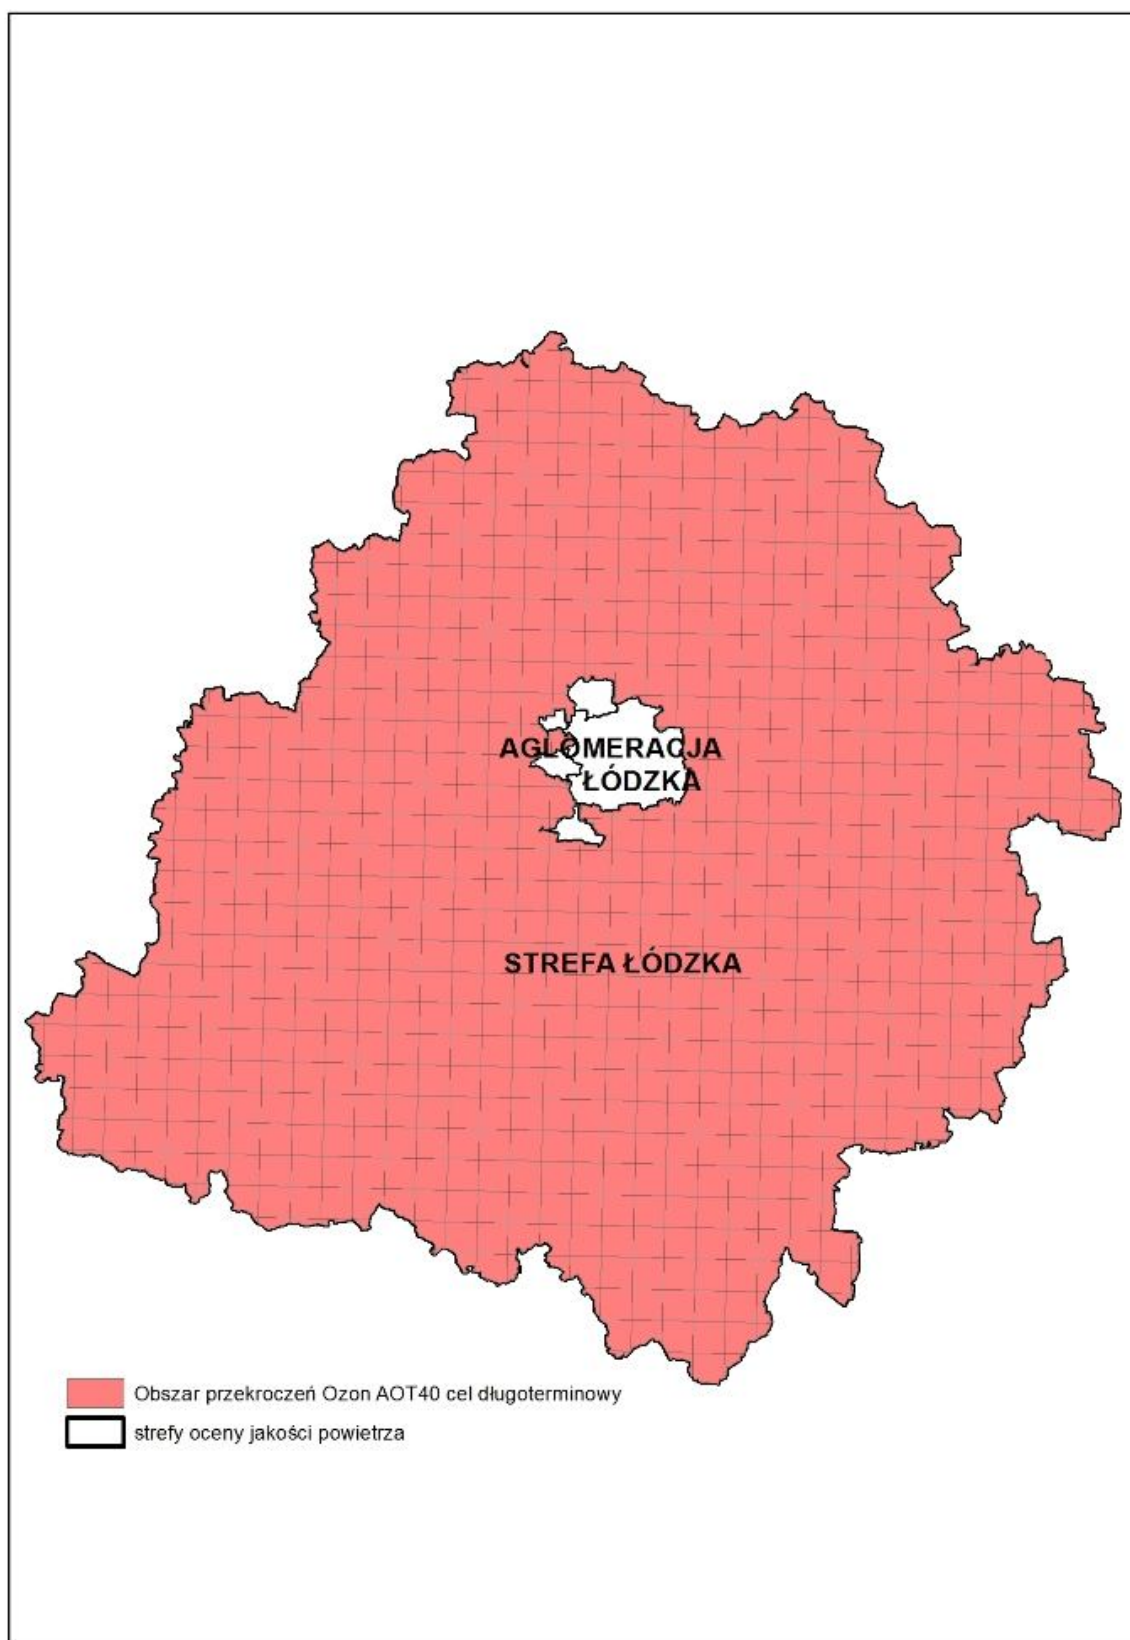 AGLOMERACJA
ŁÓDZKA
STREFA ŁÓDZKA
Obszar przekroczeń Ozon AOT40 cel długoterminowy
strefy oceny jakości powietrza